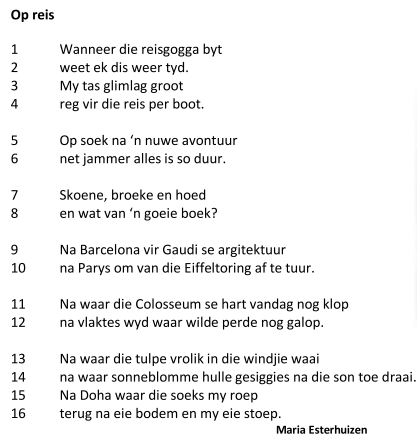 Op reis
1 Wanneer die reisgogga byt
2 weet ek dis weer tyd.
3 My tas glimlag groot
4 reg vir die reis per boot.
5 Op soek na ‘n nuwe avontuur
6 net jammer alles is so duur.
7 Skoene, broeke en hoed
8 en wat van ‘n goeie boek?
9 Na Barcelona vir Gaudi se argitektuur
10 na Parys om van die Eiffeltoring af te tuur.
11 Na waar die Colosseum se hart vandag nog klop
12 na vlaktes wyd waar wilde perde nog galop.
13 Na waar die tulpe vrolik in die windjie waai
14 na waar sonneblomme hulle gesiggies na die son toe draai.
15 Na Doha waar die soeks my roep
16 terug na eie bodem en my eie stoep.
Maria Esterhuizen